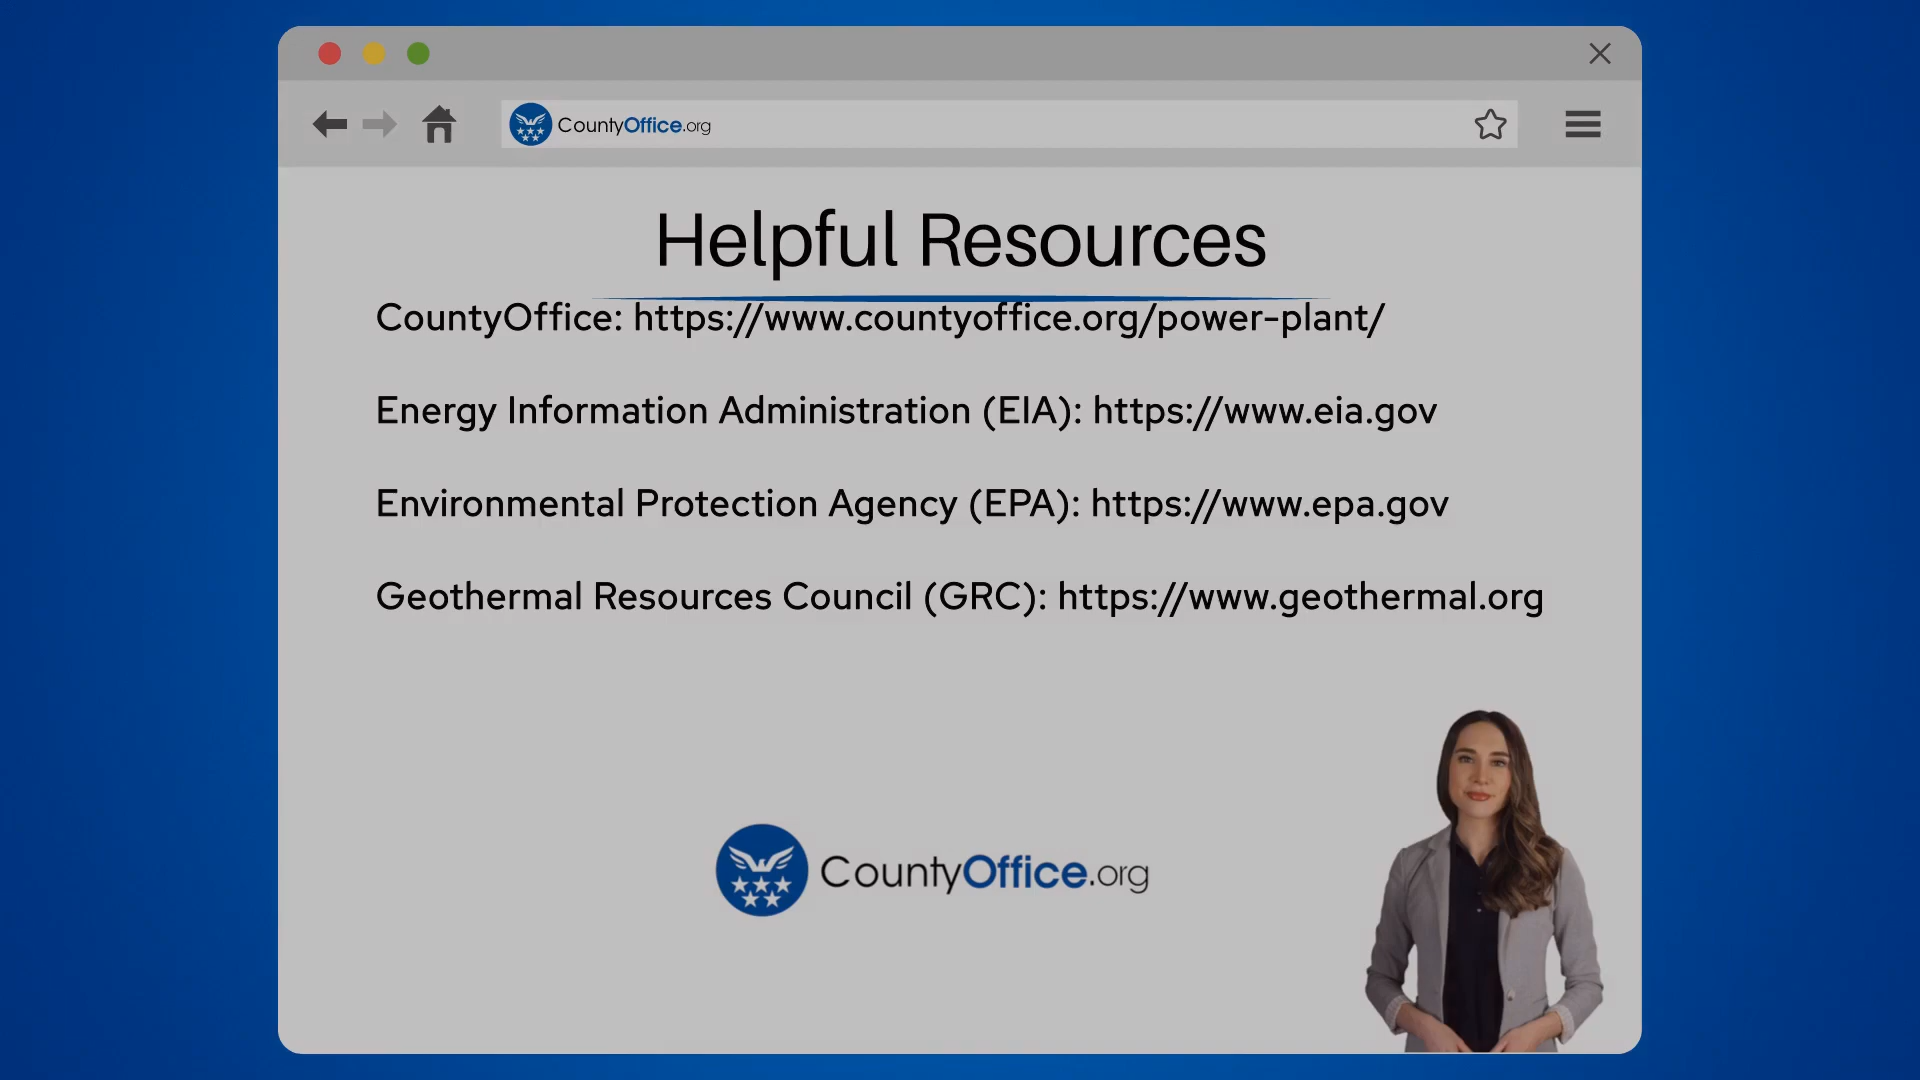 CountyOffice.org
Helpful Resources
CountyOffice: https://www.countyoffice.org/power-plant/
Energy Information Administration (EIA): https://www.eia.gov
Environmental Protection Agency (EPA): https://www.epa.gov
Geothermal Resources Council (GRC): https://www.geothermal.org
CountyOffice.org